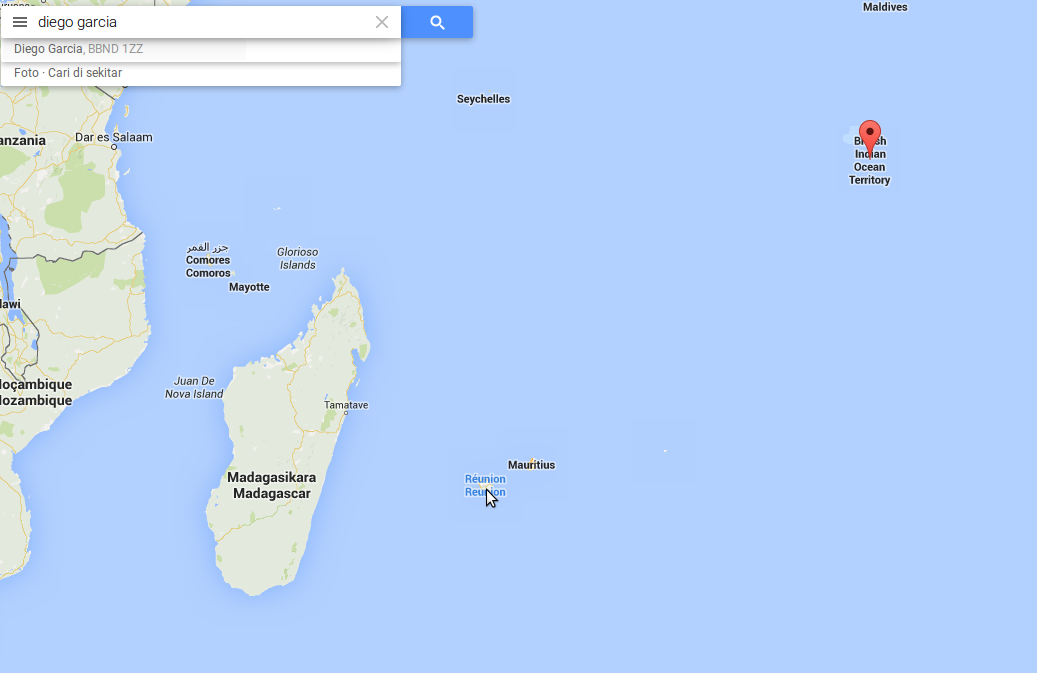 diego garcia
Diego Garcia, BBND 1ZZ
Foto · Cari di sekitar
Maldives
Seychelles
anzania
Dar es Salaam
Indian
Ocean
Territory
جزر القمر
Comores
Comoros
Glorioso
Islands
Mayotte
lawi
Juan De
Nova Island
oçambique
ozambique
Tamatave
Madagasikara
Madagascar
Mauritius
Réunion
Reunion